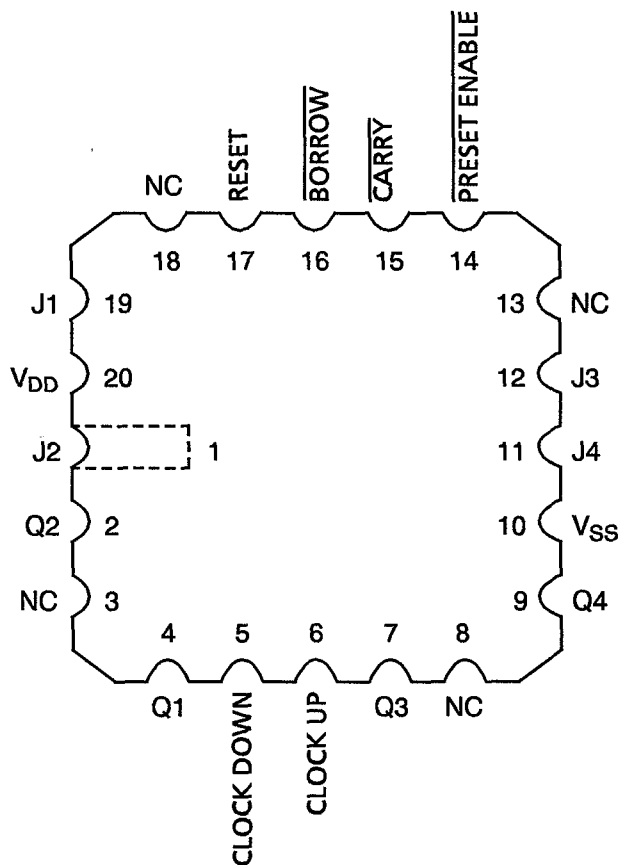 PRESET ENABLE
CARRY
BORROW
RESET
NC
18 17 16 15 14
J1 19 13 NC
V_DD 20 12 J3
J2 1 11 J4
Q2 2 10 V_SS
NC 3 9 Q4
4 5 6 7 8
Q1 CLOCK DOWN CLOCK UP Q3 NC